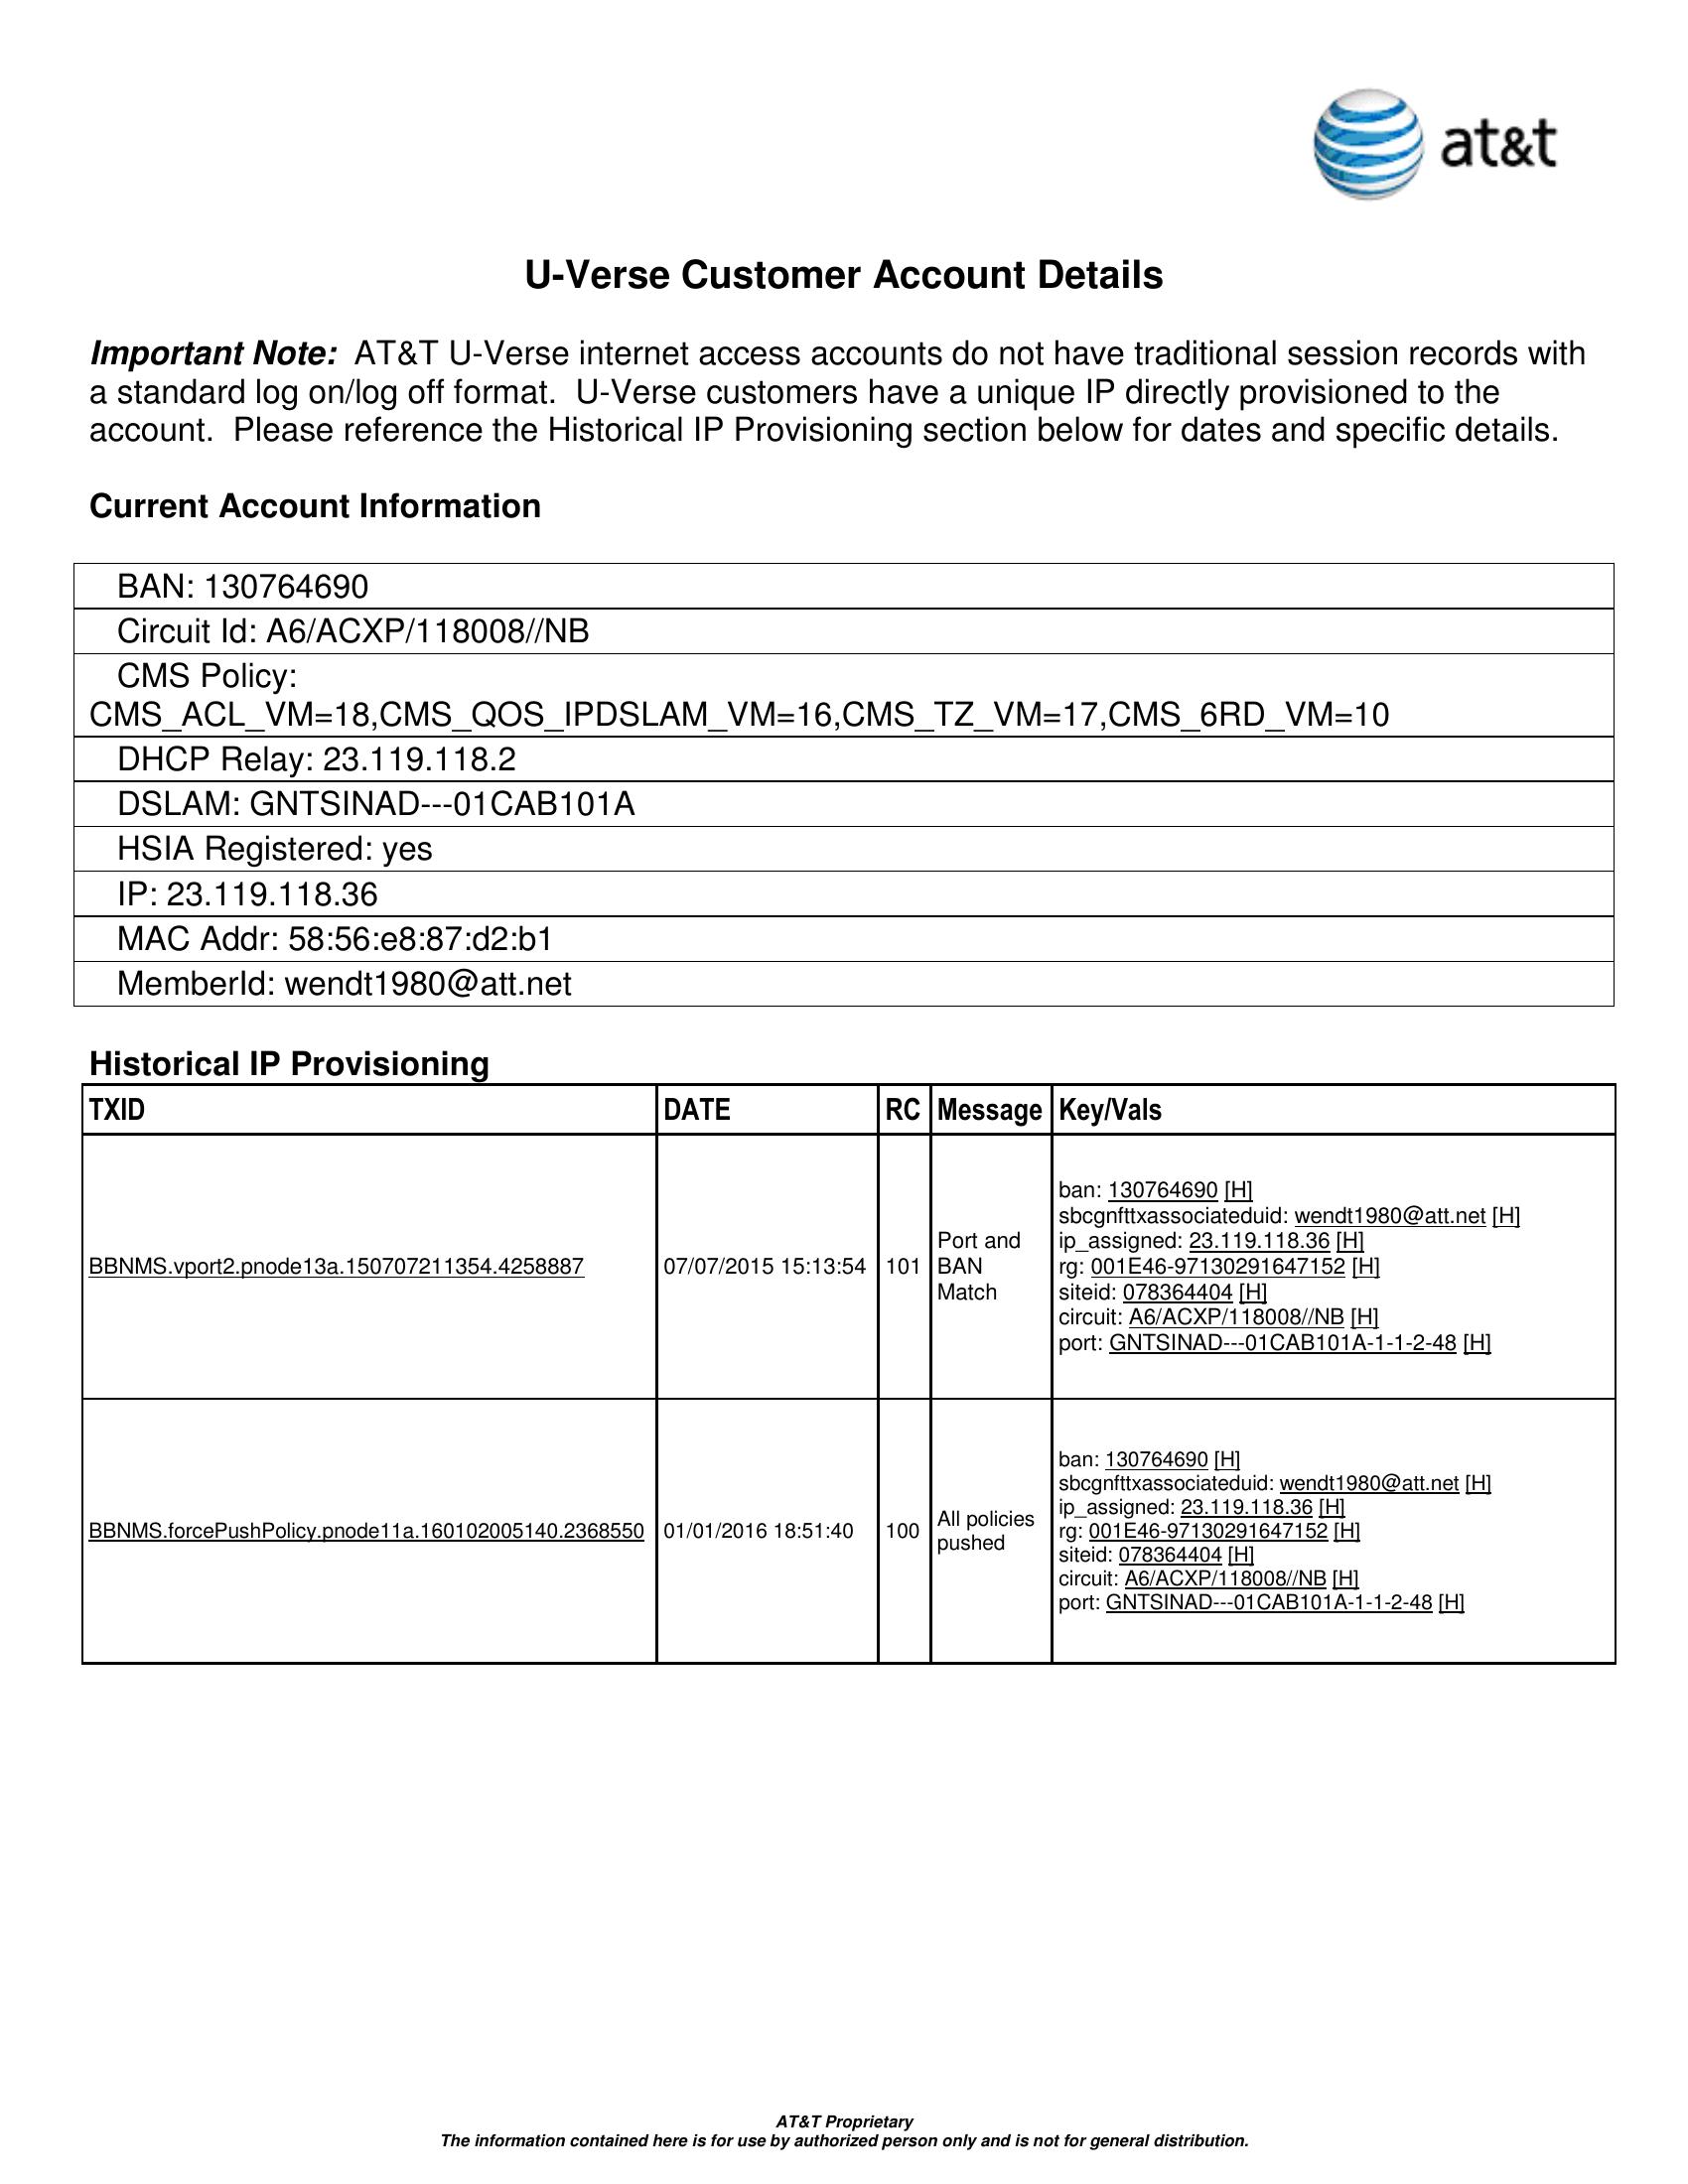 at&t
U-Verse Customer Account Details
Important Note: AT&T U-Verse internet access accounts do not have traditional session records with
a standard log on/log off format. U-Verse customers have a unique IP directly provisioned to the
account. Please reference the Historical IP Provisioning section below for dates and specific details.
Current Account Information
BAN: 130764690
Circuit Id: A6/ACXP/118008//NB
CMS Policy:
CMS_ACL_VM=18,CMS_QOS_IPDSLAM_VM=16,CMS_TZ_VM=17,CMS_6RD_VM=10
DHCP Relay: 23.119.118.2
DSLAM: GNTSINAD---01CAB101A
HSIA Registered: yes
IP: 23.119.118.36
MAC Addr: 58:56:e8:87:d2:b1
MemberId: wendt1980@att.net
Historical IP Provisioning
TXID DATE RC Message Key/Vals
BBNMS.vport2.pnode13a.150707211354.4258887
07/07/2015 15:13:54
101
Port and
BAN
Match
ban: 130764690 [H]
sbcgnfttxassociateduid: wendt1980@att.net [H]
ip_assigned: 23.119.118.36 [H]
rg: 001E46-97130291647152 [H]
siteid: 078364404 [H]
circuit: A6/ACXP/118008//NB [H]
port: GNTSINAD---01CAB101A-1-1-2-48 [H]
BBNMS.forcePushPolicy.pnode11a.160102005140.2368550
01/01/2016 18:51:40
100
All policies
pushed
ban: 130764690 [H]
sbcgnfttxassociateduid: wendt1980@att.net [H]
ip_assigned: 23.119.118.36 [H]
rg: 001E46-97130291647152 [H]
siteid: 078364404 [H]
circuit: A6/ACXP/118008//NB [H]
port: GNTSINAD---01CAB101A-1-1-2-48 [H]
AT&T Proprietary
The information contained here is for use by authorized person only and is not for general distribution.